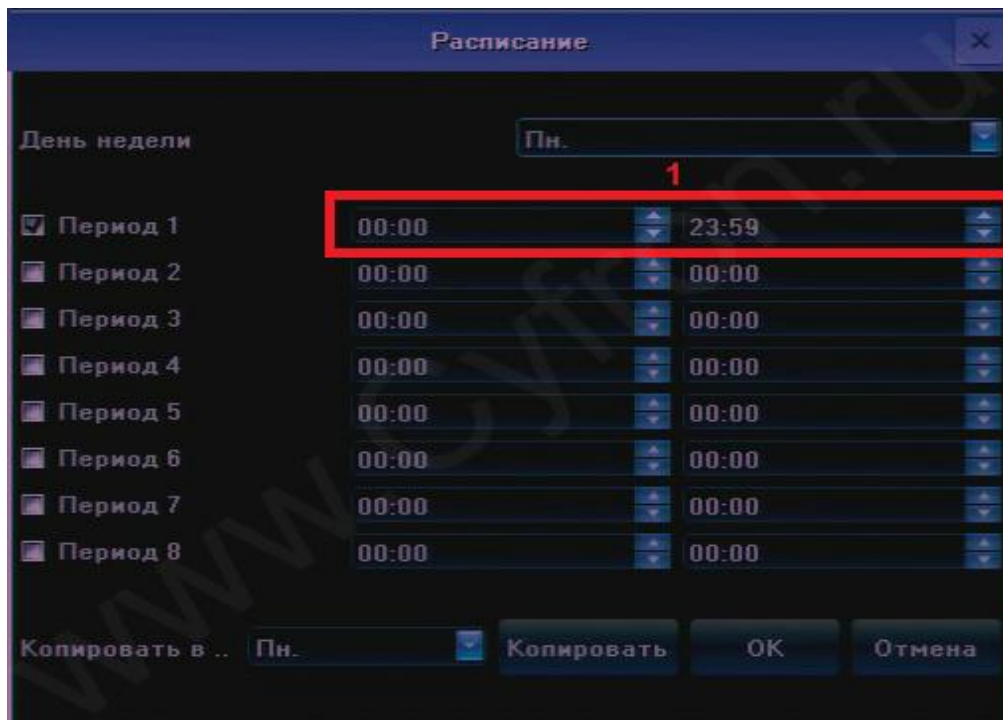 Расписание
День недели Пн.
1
Период 1 00:00 23:59
Период 2 00:00 00:00
Период 3 00:00 00:00
Период 4 00:00 00:00
Период 5 00:00 00:00
Период 6 00:00 00:00
Период 7 00:00 00:00
Период 8 00:00 00:00
Копировать в .. Пн. Копировать OK Отмена
www.Cyfron.ru